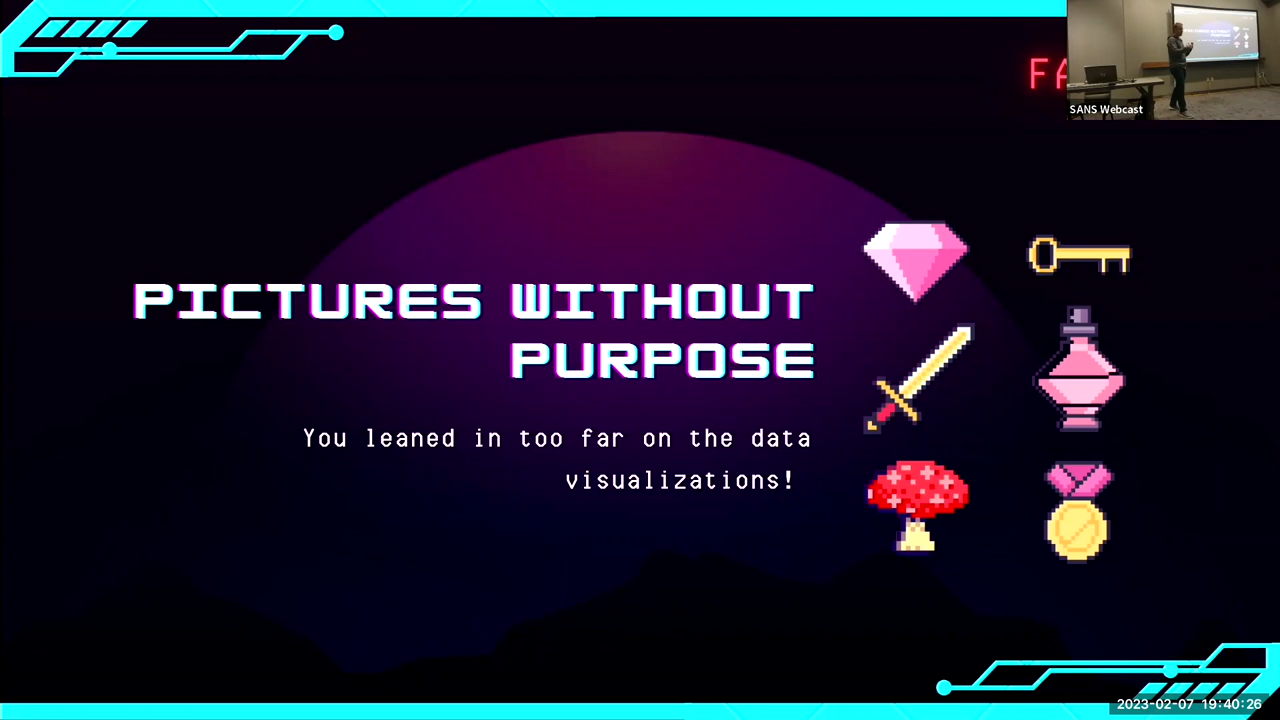 SANS Webcast
PICTURES WITHOUT
PURPOSE
You leaned in too far on the data
visualizations!
2023-02-07 19:40:26